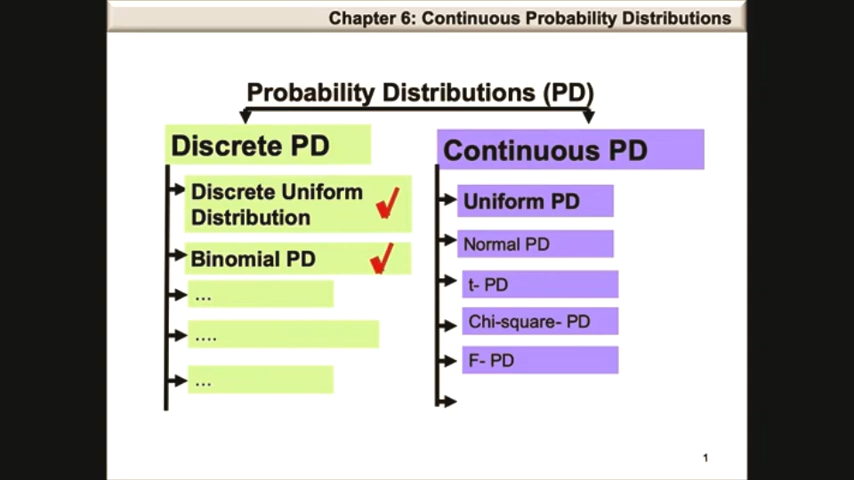 Chapter 6: Continuous Probability Distributions
Probability Distributions (PD)
Discrete PD
Discrete Uniform
Distribution
Binomial PD
...
....
...
Continuous PD
Uniform PD
Normal PD
t- PD
Chi-square- PD
F- PD
1